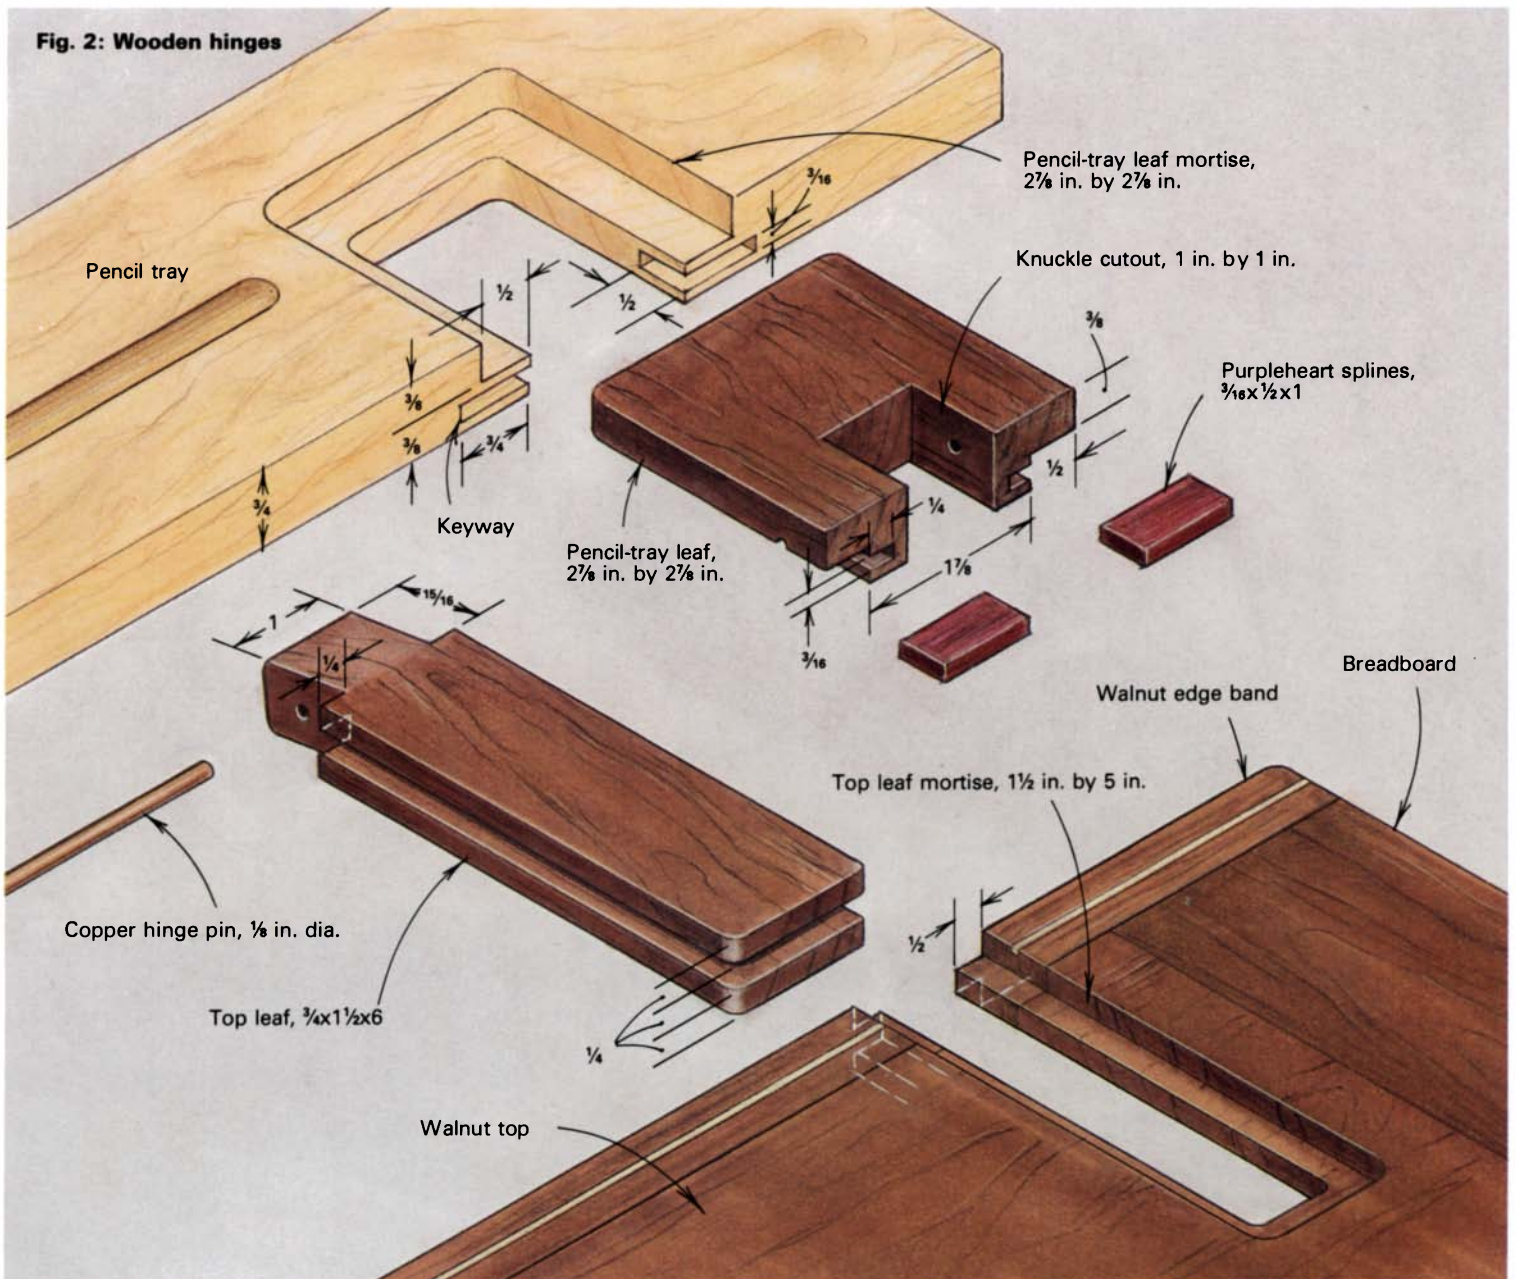 Fig. 2: Wooden hinges
Pencil-tray leaf mortise,
2⅞ in. by 2⅞ in.
3/16
Knuckle cutout, 1 in. by 1 in.
Pencil tray
½
½
⅜
Purpleheart splines,
3/16x½x1
⅜
⅜
¾
½
¾
¼
Keyway
Pencil-tray leaf,
2⅞ in. by 2⅞ in.
1⅞
15/16
1
3/16
¼
Breadboard
Walnut edge band
Top leaf mortise, 1½ in. by 5 in.
Copper hinge pin, ⅛ in. dia.
½
Top leaf, ¾x1½x6
¼
Walnut top